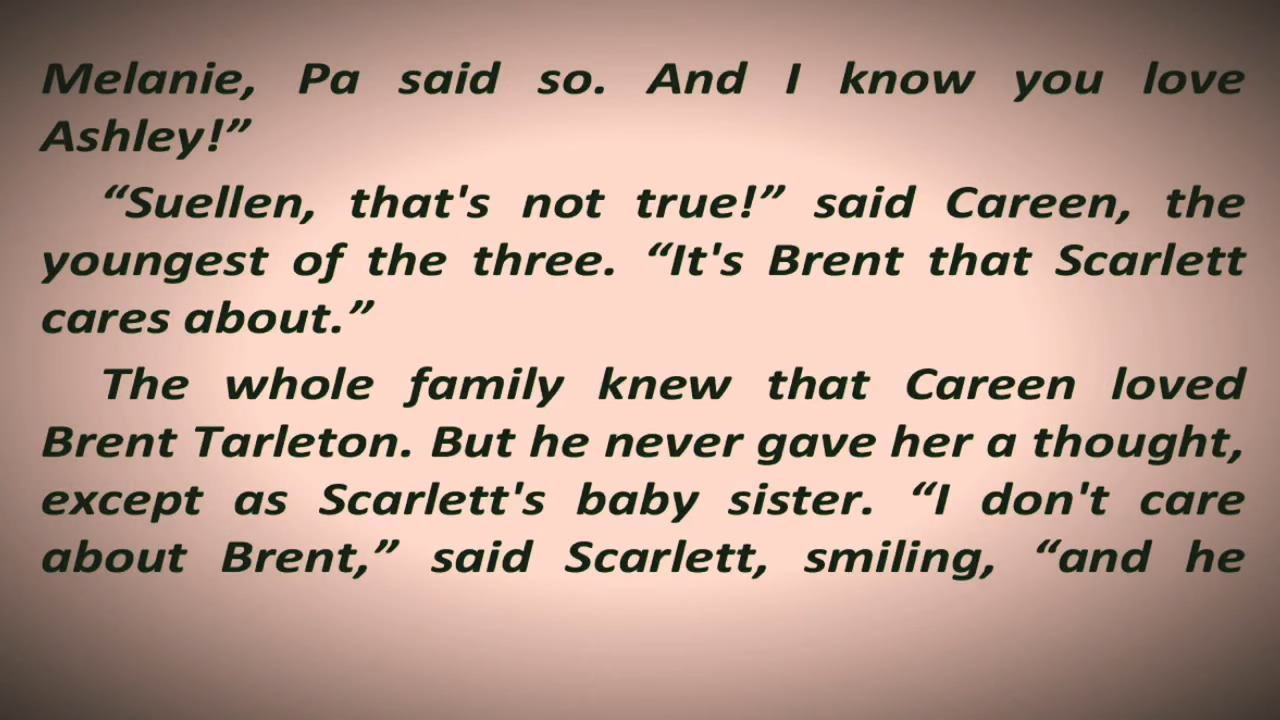 Melanie, Pa said so. And I know you love
Ashley!”
“Suellen, that's not true!” said Careen, the
youngest of the three. “It's Brent that Scarlett
cares about.”
The whole family knew that Careen loved
Brent Tarleton. But he never gave her a thought,
except as Scarlett's baby sister. “I don't care
about Brent,” said Scarlett, smiling, “and he